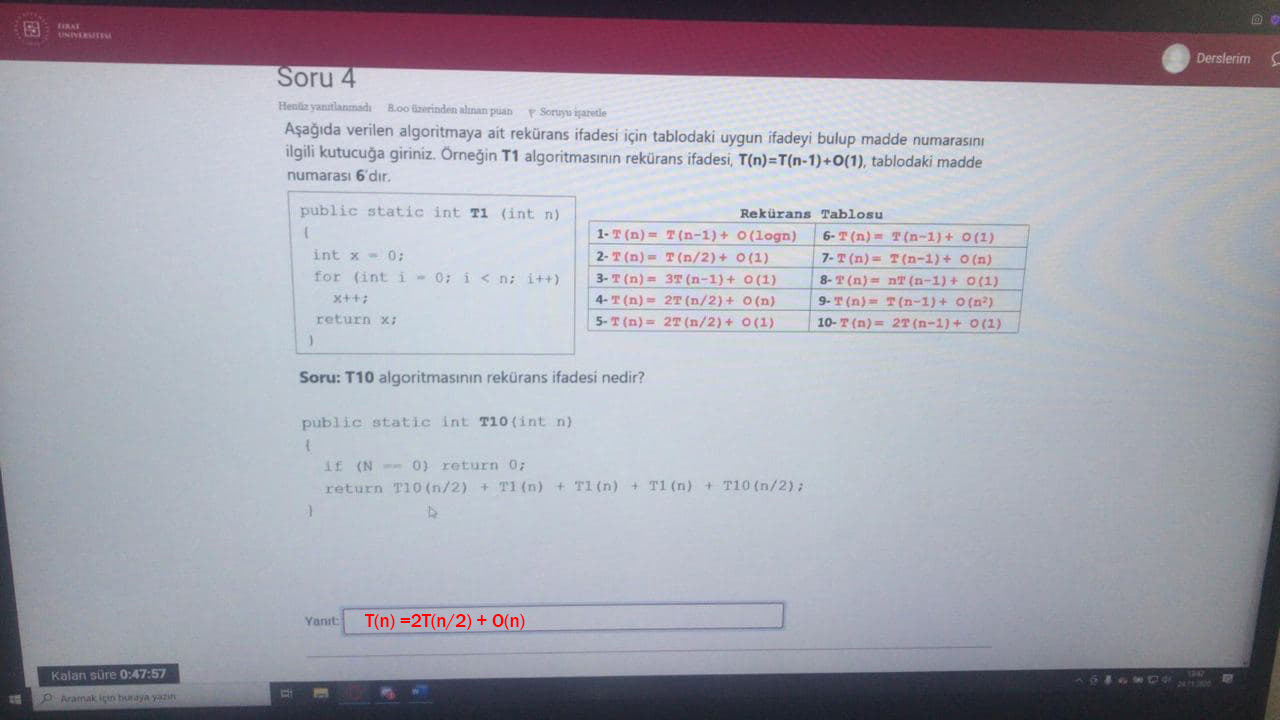 FIRAT
ÜNİVERSİTESİ
Derslerim
Soru 4
Henüz yanıtlanmadı 8.00 üzerinden alınan puan Soruyu işaretle
Aşağıda verilen algoritmaya ait rekürans ifadesi için tablodaki uygun ifadeyi bulup madde numarasını
ilgili kutucuğa giriniz. Örneğin T1 algoritmasının rekürans ifadesi, T(n)=T(n-1)+O(1), tablodaki madde
numarası 6'dır.
public static int T1 (int n)
{
int x = 0;
for (int i = 0; i < n; i++)
x++;
return x;
}
Rekürans Tablosu
1- T(n)= T(n-1)+ O(logn) 6- T(n)= T(n-1)+ O(1)
2- T(n)= T(n/2)+ O(1) 7- T(n)= T(n-1)+ O(n)
3- T(n)= 3T(n-1)+ O(1) 8- T(n)= nT(n-1)+ O(1)
4- T(n)= 2T(n/2)+ O(n) 9- T(n)= T(n-1)+ O(n²)
5- T(n)= 2T(n/2)+ O(1) 10- T(n)= 2T(n-1)+ O(1)
Soru: T10 algoritmasının rekürans ifadesi nedir?
public static int T10(int n)
{
if (N == 0) return 0;
return T10(n/2) + T1(n) + T1(n) + T1(n) + T10(n/2);
}
Yanıt: T(n) =2T(n/2) + O(n)
Kalan süre 0:47:57
Aramak için buraya yazın